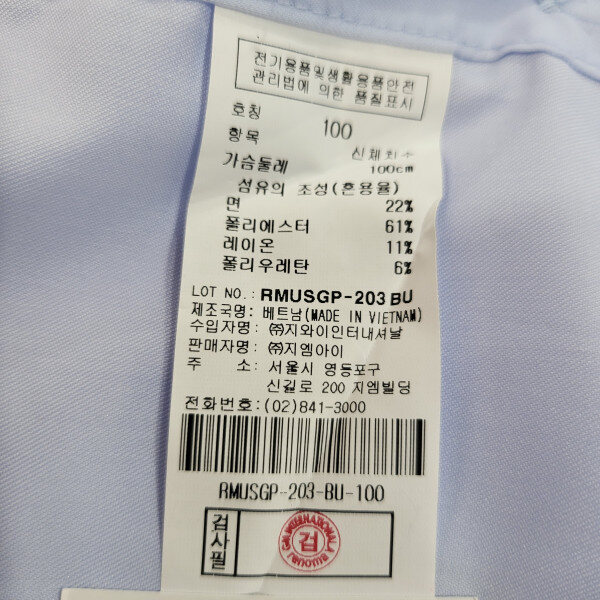 전기용품및생활용품안전
관리법에 의한 품질표시
호칭 100
항목 신체치수
가슴둘레 100cm
섬유의 조성(혼용율)
면 22%
폴리에스터 61%
레이온 11%
폴리우레탄 6%
LOT NO.: RMUSGP-203 BU
제조국명: 베트남(MADE IN VIETNAM)
수입자명: ㈜지와이인터내셔날
판매자명: ㈜지엠아이
주 소: 서울시 영등포구
신길로 200 지엠빌딩
전화번호:(02)841-3000
RMUSGP-203-BU-100
검사필
검
INTERNATIONAL